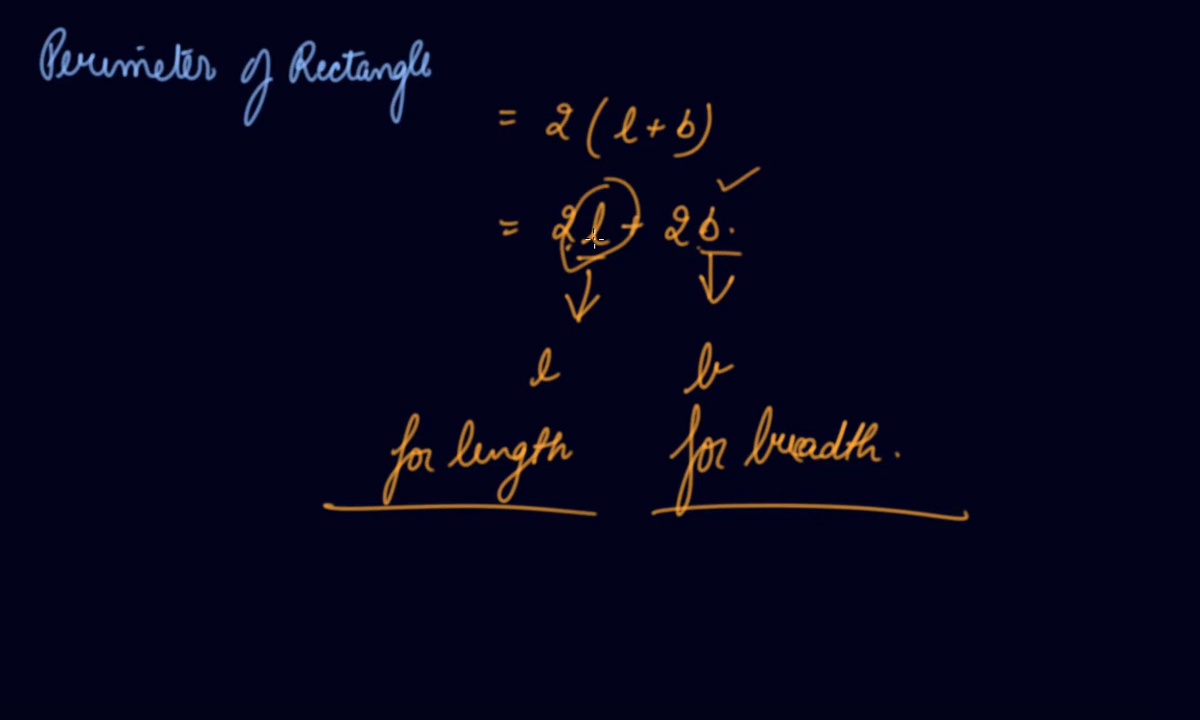 Perimeter of Rectangle
= 2(l+b)
= 2l + 2b.
l b
for length for breadth.